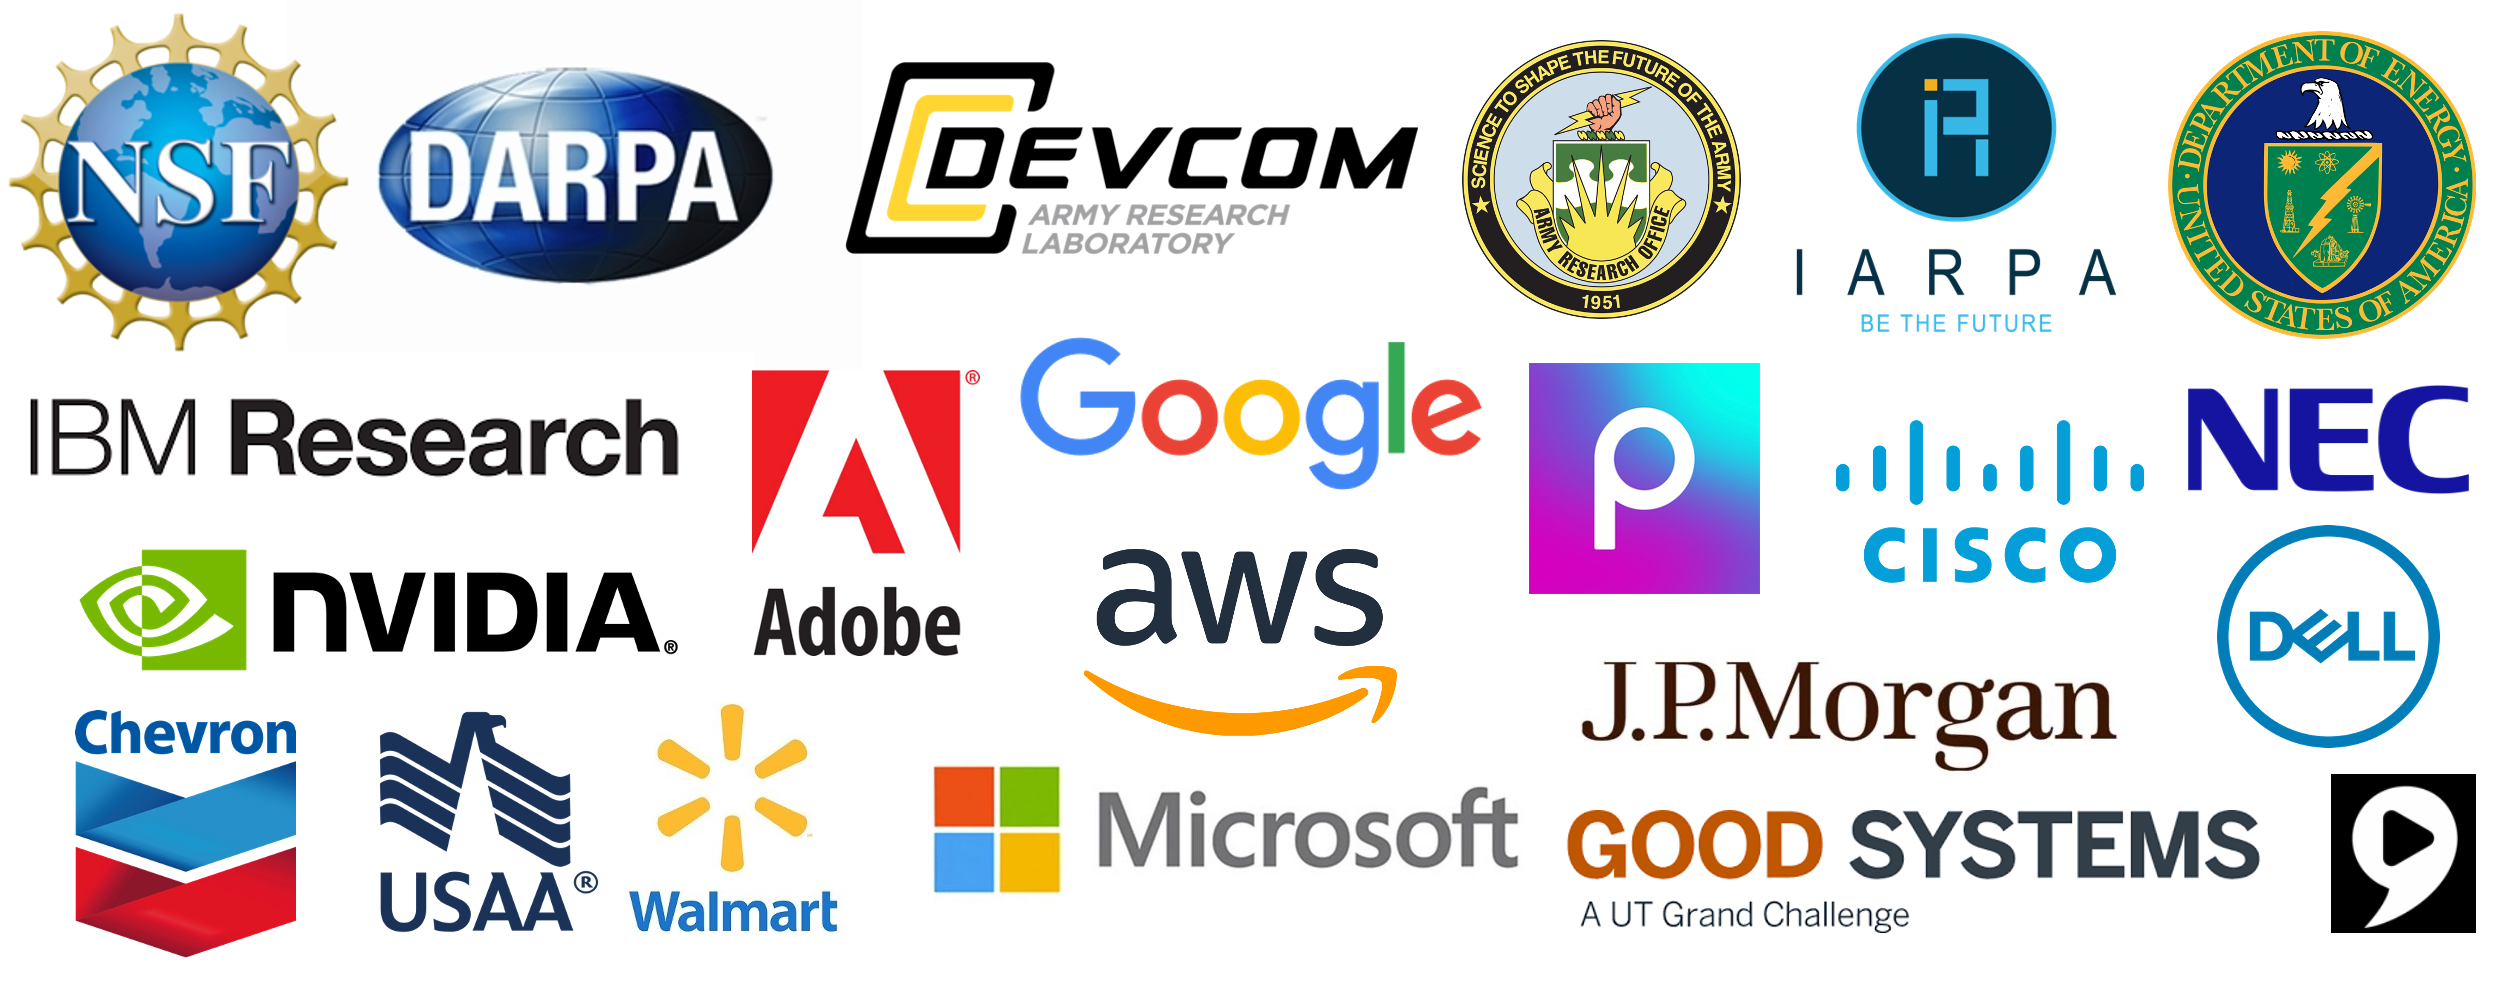 NSF
DARPA
DEVCOM
ARMY RESEARCH
LABORATORY
SCIENCE TO SHAPE THE FUTURE OF THE ARMY
ARMY RESEARCH OFFICE
1951
IARPA
BE THE FUTURE
DEPARTMENT OF ENERGY
UNITED STATES OF AMERICA
IBM Research
Adobe
®
Google
P
CISCO
NEC
NVIDIA®
aws
DELL
J.P.Morgan
Chevron
USAA®
Walmart
Microsoft
GOOD SYSTEMS
A UT Grand Challenge